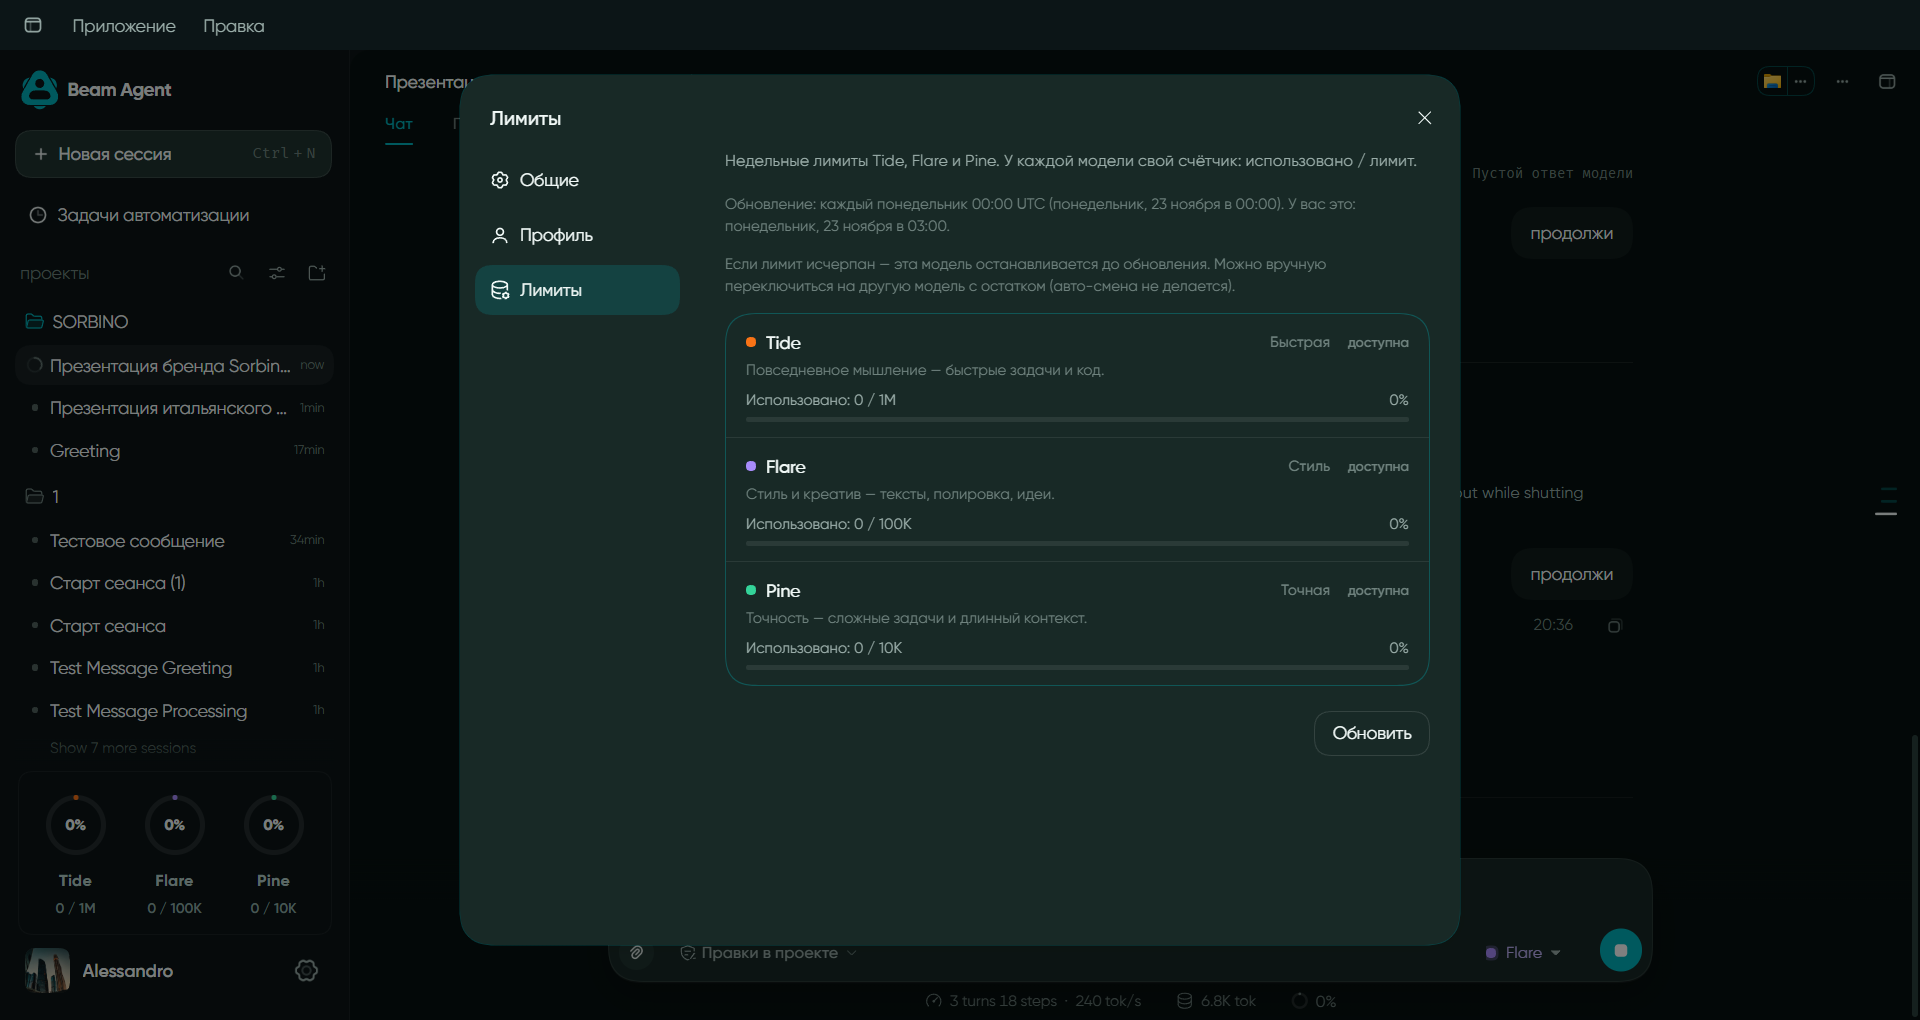 Приложение
Правка
Beam Agent
Новая сессия
Ctrl + N
Задачи автоматизации
проекты
SORBINO
Презентация бренда Sorbin...
now
Презентация итальянского ...
1min
Greeting
17min
1
Тестовое сообщение
34min
Старт сеанса (1)
1h
Старт сеанса
1h
Test Message Greeting
1h
Test Message Processing
1h
Show 7 more sessions
0%
0%
0%
Tide
Flare
Pine
0 / 1M
0 / 100K
0 / 10K
Alessandro
Презентац
Чат
Лимиты
Общие
Профиль
Лимиты
Недельные лимиты Tide, Flare и Pine. У каждой модели свой счётчик: использовано / лимит.
Обновление: каждый понедельник 00:00 UTC (понедельник, 23 ноября в 00:00). У вас это:
понедельник, 23 ноября в 03:00.
Если лимит исчерпан — эта модель останавливается до обновления. Можно вручную
переключиться на другую модель с остатком (авто-смена не делается).
Tide
Быстрая
доступна
Повседневное мышление — быстрые задачи и код.
Использовано: 0 / 1M
0%
Flare
Стиль
доступна
Стиль и креатив — тексты, полировка, идеи.
Использовано: 0 / 100K
0%
Pine
Точная
доступна
Точность — сложные задачи и длинный контекст.
Использовано: 0 / 10K
0%
Обновить
Пустой ответ модели
продолжи
out while shutting
продолжи
20:36
Правки в проекте
Flare
3 turns 18 steps · 240 tok/s
6.8K tok
0%